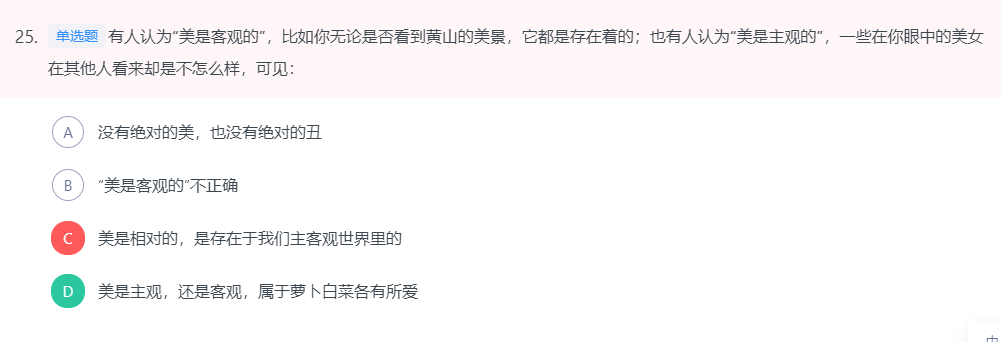 25. 单选题 有人认为“美是客观的”，比如你无论是否看到黄山的美景，它都是存在着的；也有人认为“美是主观的”，一些在你眼中的美女
在其他人看来却是不怎么样，可见：
A 没有绝对的美，也没有绝对的丑
B “美是客观的”不正确
C 美是相对的，是存在于我们主客观世界里的
D 美是主观，还是客观，属于萝卜白菜各有所爱